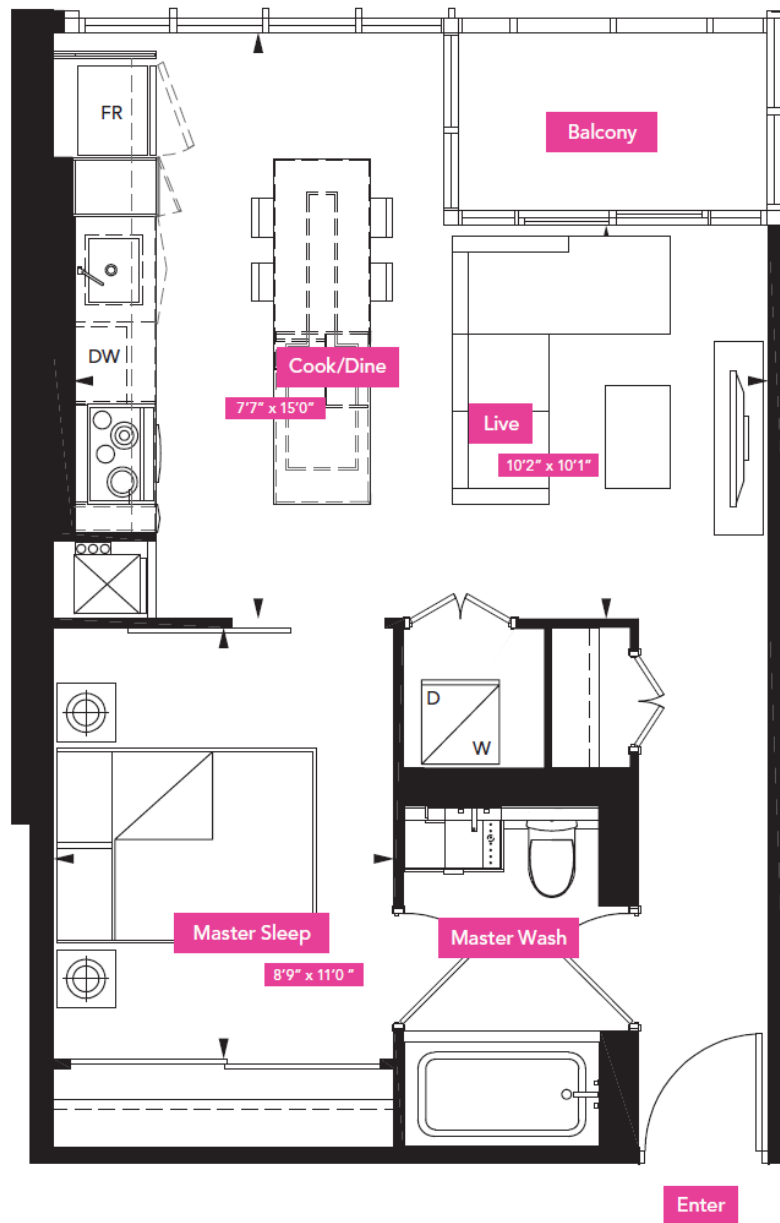 FR
Balcony
DW
Cook/Dine
7'7" x 15'0"
Live
10'2" x 10'1"
D
W
Master Sleep
8'9" x 11'0 "
Master Wash
Enter